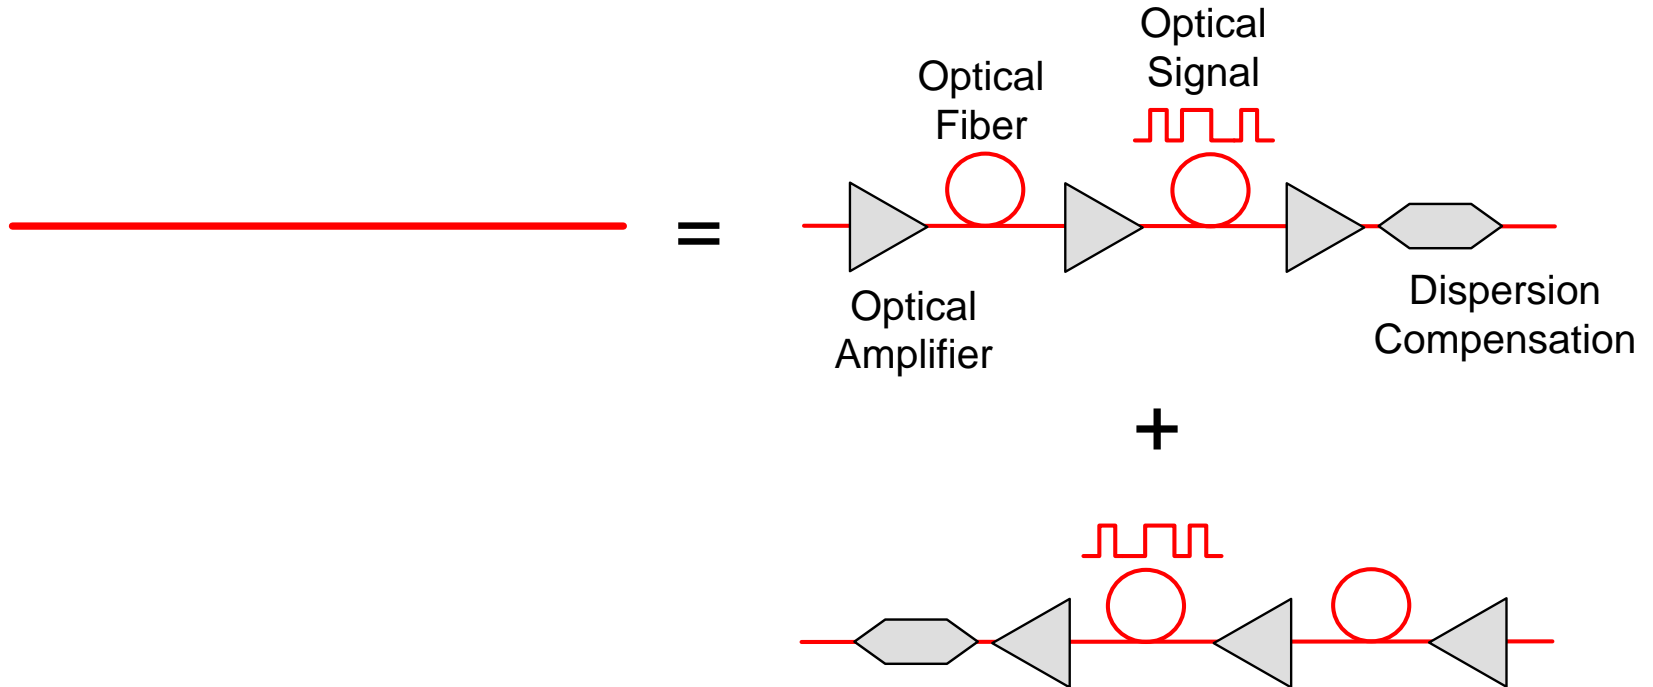 Optical
Signal
Optical
Fiber
=
Optical
Amplifier
Dispersion
Compensation
+